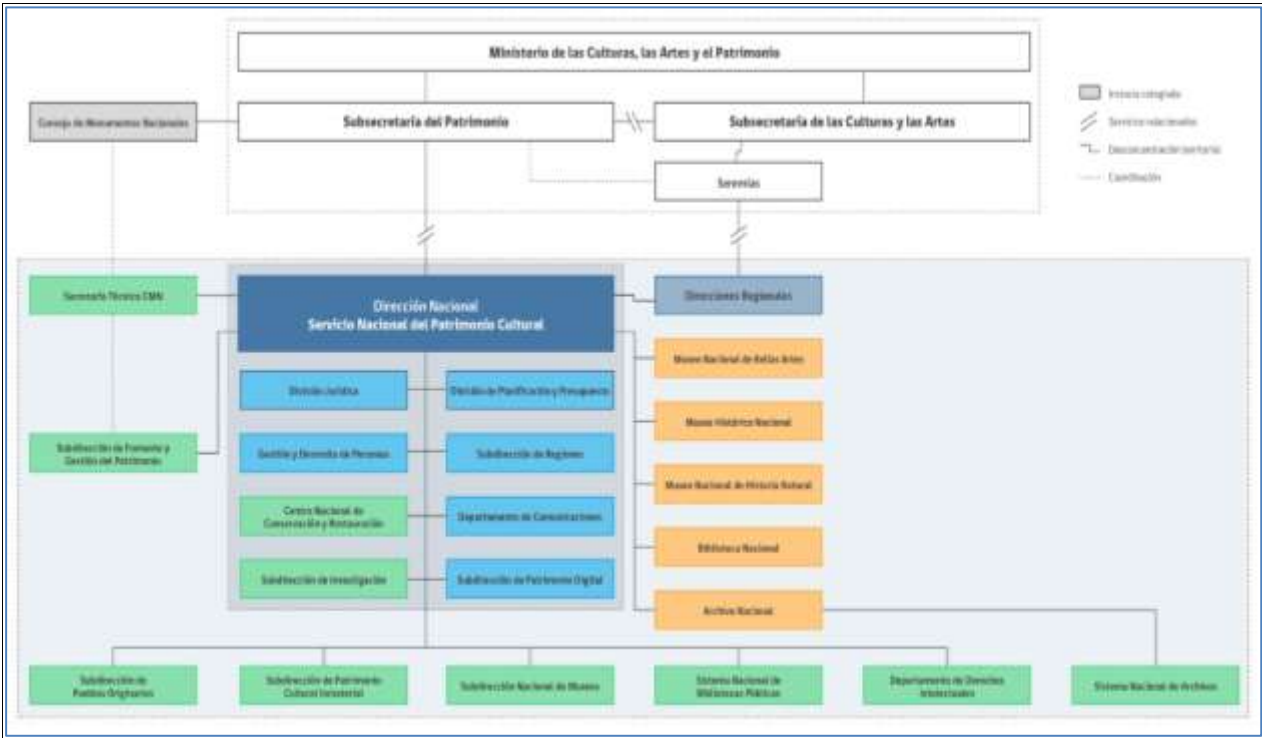 Ministerio de las Culturas, las Artes y el Patrimonio
Consejo de Monumentos Nacionales
Subsecretaría del Patrimonio
Subsecretaría de las Culturas y las Artes
Seremías
Servicios relacionados
Desconcentración territorial
Coordinación
Secretaría Técnica CMN
Dirección Nacional
Servicio Nacional del Patrimonio Cultural
Direcciones Regionales
Museo Nacional de Bellas Artes
División Jurídica
División de Planificación y Presupuesto
Museo Histórico Nacional
Subdirección de Fomento y
Gestión del Patrimonio
Gestión y Desarrollo de Personas
Subdirección de Regiones
Museo Nacional de Historia Natural
Centro Nacional de
Conservación y Restauración
Departamento de Comunicaciones
Biblioteca Nacional
Subdirección de Investigación
Subdirección de Patrimonio Digital
Archivo Nacional
Subdirección de
Pueblos Originarios
Subdirección de Patrimonio
Cultural Inmaterial
Subdirección Nacional de Museos
Sistema Nacional de
Bibliotecas Públicas
Departamento de Derechos
Intelectuales
Sistema Nacional de Archivos